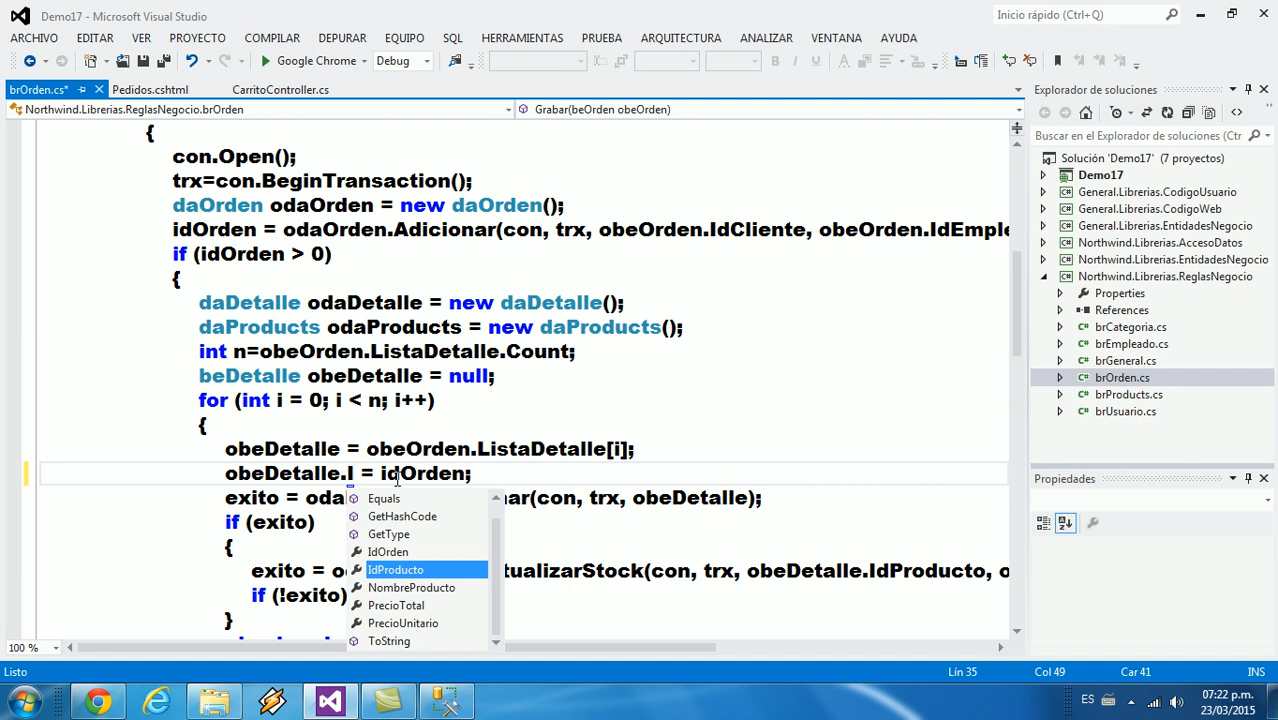 Demo17 - Microsoft Visual Studio
Inicio rápido (Ctrl+Q)
ARCHIVO EDITAR VER PROYECTO COMPILAR DEPURAR EQUIPO SQL HERRAMIENTAS PRUEBA ARQUITECTURA ANALIZAR VENTANA AYUDA
Google Chrome Debug
brOrden.cs* Pedidos.cshtml CarritoController.cs
Northwind.Librerias.ReglasNegocio.brOrden Grabar(beOrden obeOrden)
{
con.Open();
trx=con.BeginTransaction();
daOrden odaOrden = new daOrden();
idOrden = odaOrden.Adicionar(con, trx, obeOrden.IdCliente, obeOrden.IdEmple
if (idOrden > 0)
{
daDetalle odaDetalle = new daDetalle();
daProducts odaProducts = new daProducts();
int n=obeOrden.ListaDetalle.Count;
beDetalle obeDetalle = null;
for (int i = 0; i < n; i++)
{
obeDetalle = obeOrden.ListaDetalle[i];
obeDetalle.I = idOrden;
exito = oda nar(con, trx, obeDetalle);
if (exito)
{
exito = o tualizarStock(con, trx, obeDetalle.IdProducto, o
if (!exito)
}
Equals
GetHashCode
GetType
IdOrden
IdProducto
NombreProducto
PrecioTotal
PrecioUnitario
ToString
100 %
Explorador de soluciones
Buscar en el Explorador de soluciones (Ctr
Solución 'Demo17' (7 proyectos)
Demo17
General.Librerias.CodigoUsuario
General.Librerias.CodigoWeb
General.Librerias.EntidadesNegocio
Northwind.Librerias.AccesoDatos
Northwind.Librerias.EntidadesNegocio
Northwind.Librerias.ReglasNegocio
Properties
References
brCategoria.cs
brEmpleado.cs
brGeneral.cs
brOrden.cs
brProducts.cs
brUsuario.cs
Propiedades
Listo Lín 35 Col 49 Car 41 INS
ES 07:22 p.m.
23/03/2015